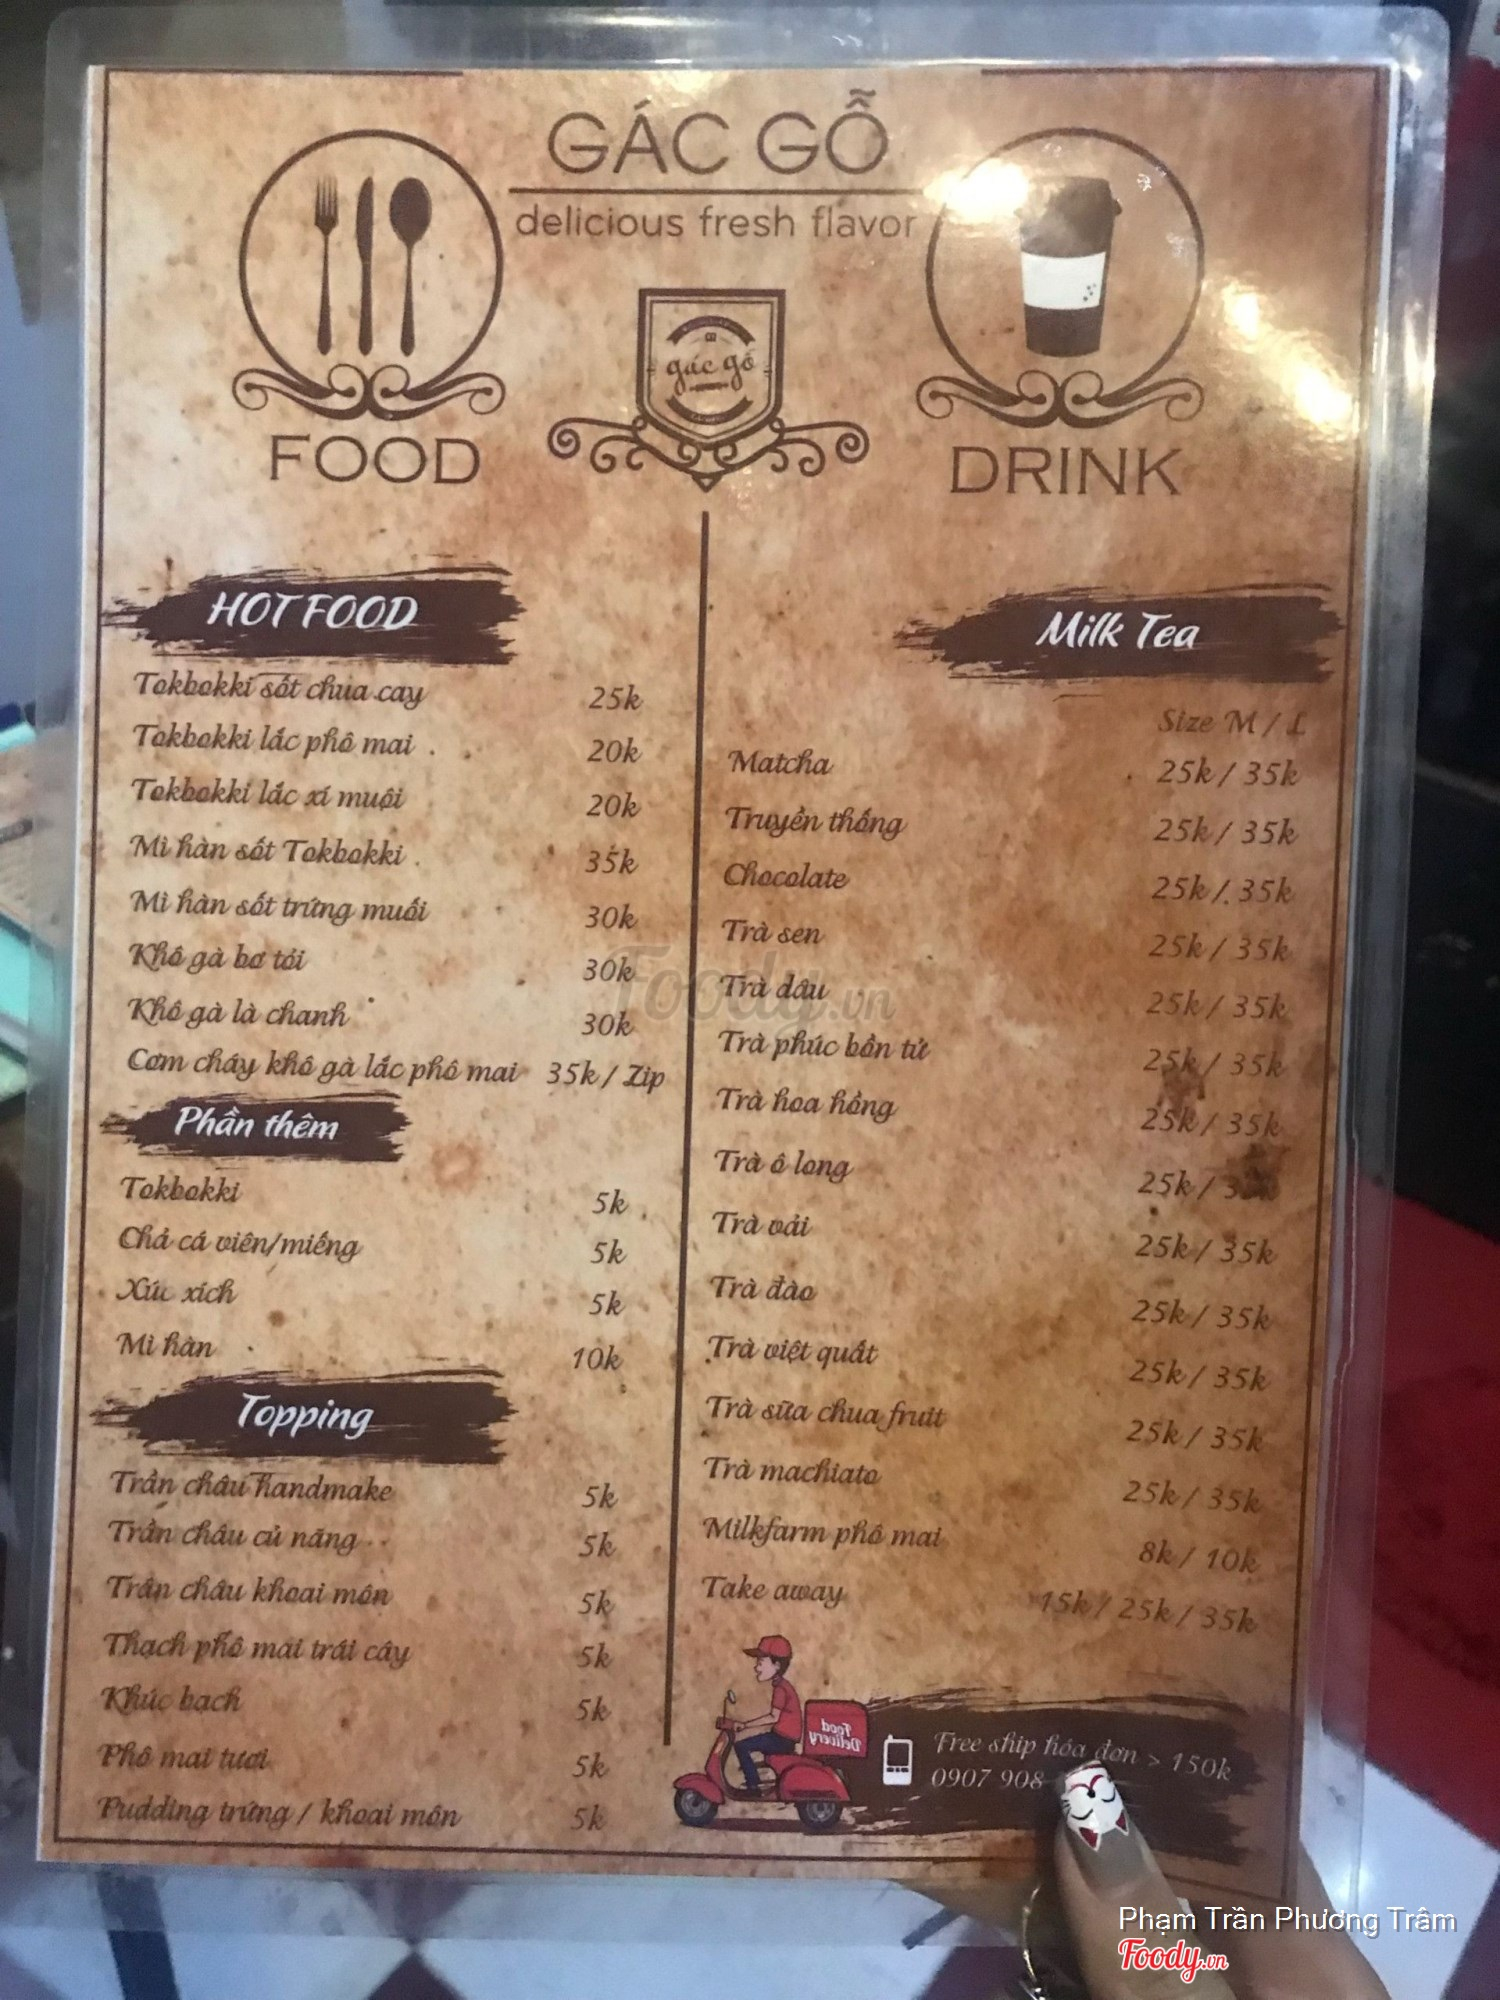 GÁC GỖ
delicious fresh flavor
gác gỗ
FOOD
DRINK
HOT FOOD
Tokbokki sốt chua cay 25k
Tokbokki lắc phô mai 20k
Tokbokki lắc xí muội 20k
Mì hàn sốt Tokbokki 35k
Mì hàn sốt trứng muối 30k
Khô gà bơ tỏi 30k
Khô gà là chanh 30k
Cơm cháy khô gà lắc phô mai 35k / Zip
Phần thêm
Tokbokki 5k
Chả cá viên/miếng 5k
Xúc xích 5k
Mì hàn 10k
Topping
Trân châu handmake 5k
Trân châu củ năng 5k
Trân châu khoai môn 5k
Thạch phô mai trái cây 5k
Khúc bạch 5k
Phô mai tươi 5k
Pudding trứng / khoai môn 5k
Milk Tea
Size M / L
Matcha 25k / 35k
Truyền thống 25k / 35k
Chocolate 25k / 35k
Trà sen 25k / 35k
Trà dâu 25k / 35k
Trà phúc bồn tử 25k / 35k
Trà hoa hồng 25k / 35k
Trà ô long 25k /
Trà vải 25k / 35k
Trà đào 25k / 35k
Trà việt quất 25k / 35k
Trà sữa chua fruit 25k / 35k
Trà machiato 25k / 35k
Milkfarm phô mai 8k / 10k
Take away 15k / 25k / 35k
Food
Delivery
Free ship hóa đơn > 150k
0907 908
Foody.vn
Phạm Trần Phương Trâm
Foody.vn